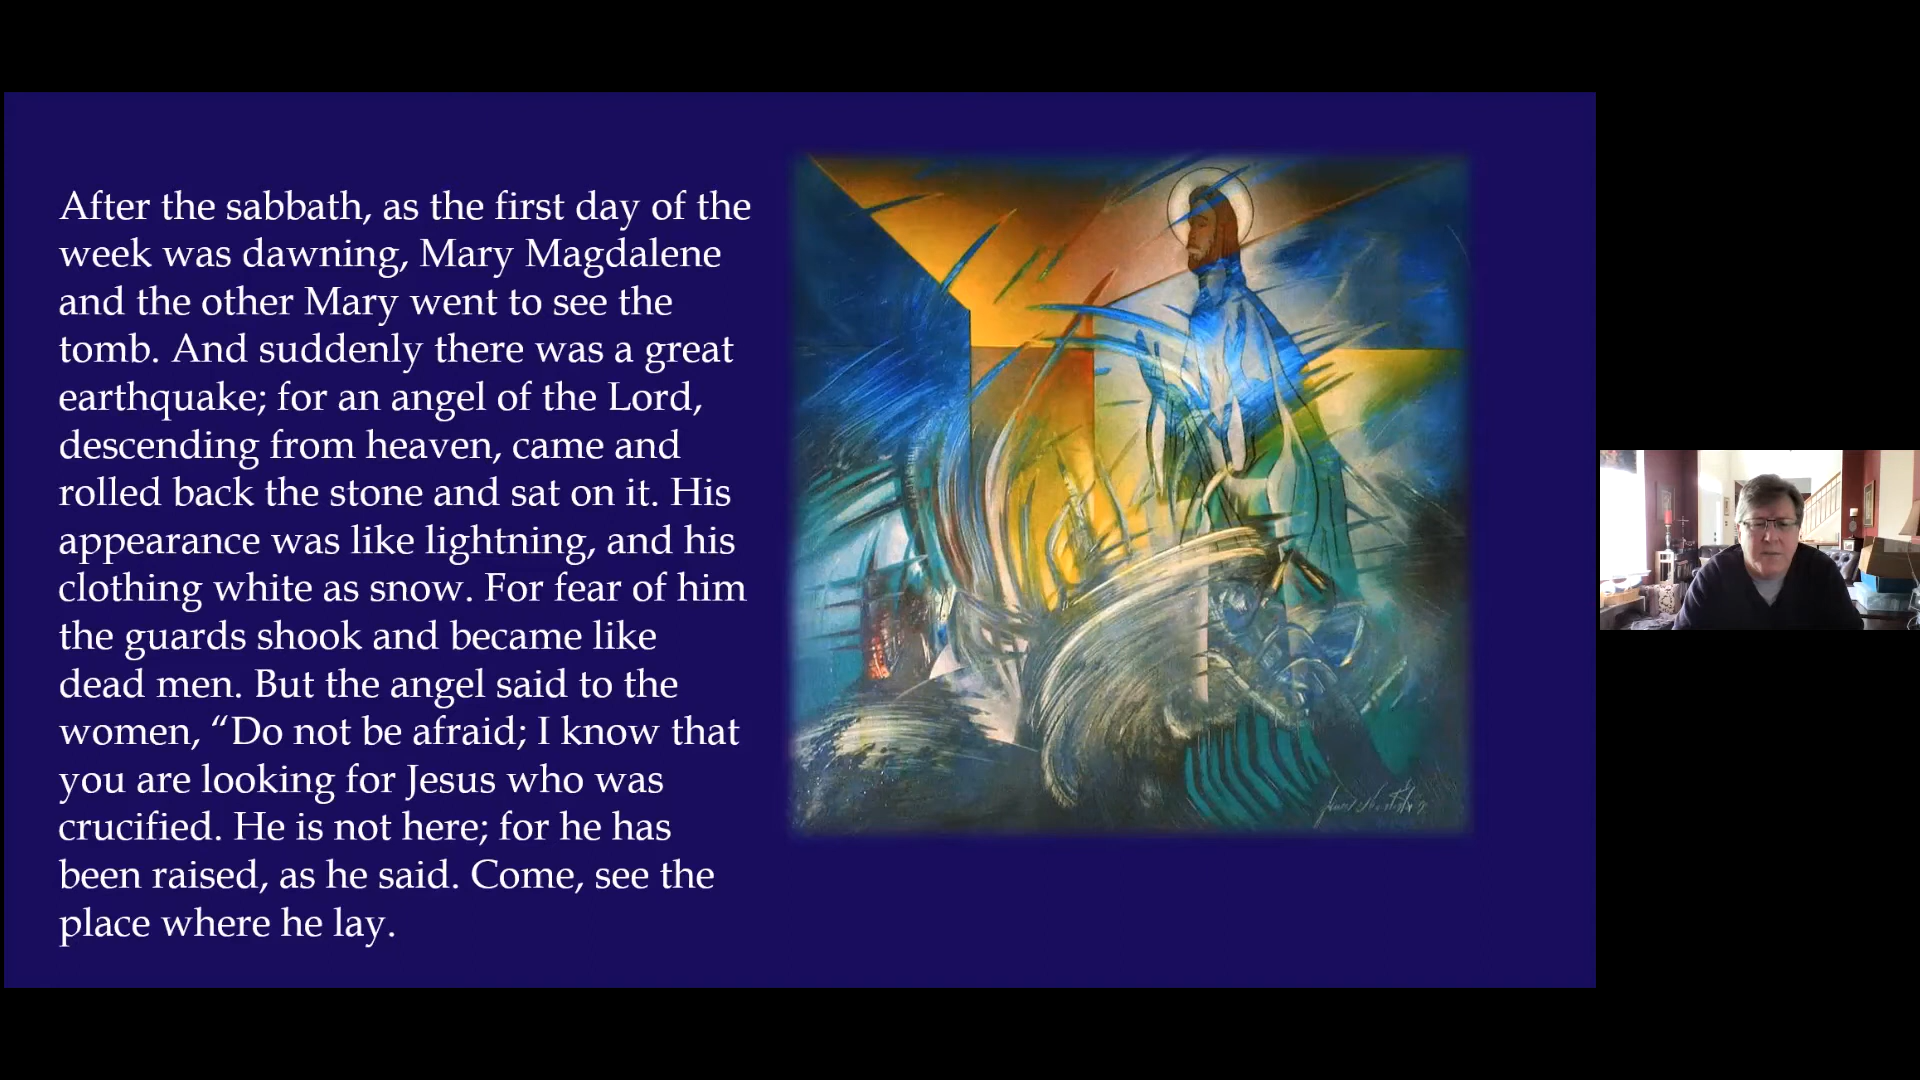 After the sabbath, as the first day of the
week was dawning, Mary Magdalene
and the other Mary went to see the
tomb. And suddenly there was a great
earthquake; for an angel of the Lord,
descending from heaven, came and
rolled back the stone and sat on it. His
appearance was like lightning, and his
clothing white as snow. For fear of him
the guards shook and became like
dead men. But the angel said to the
women, “Do not be afraid; I know that
you are looking for Jesus who was
crucified. He is not here; for he has
been raised, as he said. Come, see the
place where he lay.